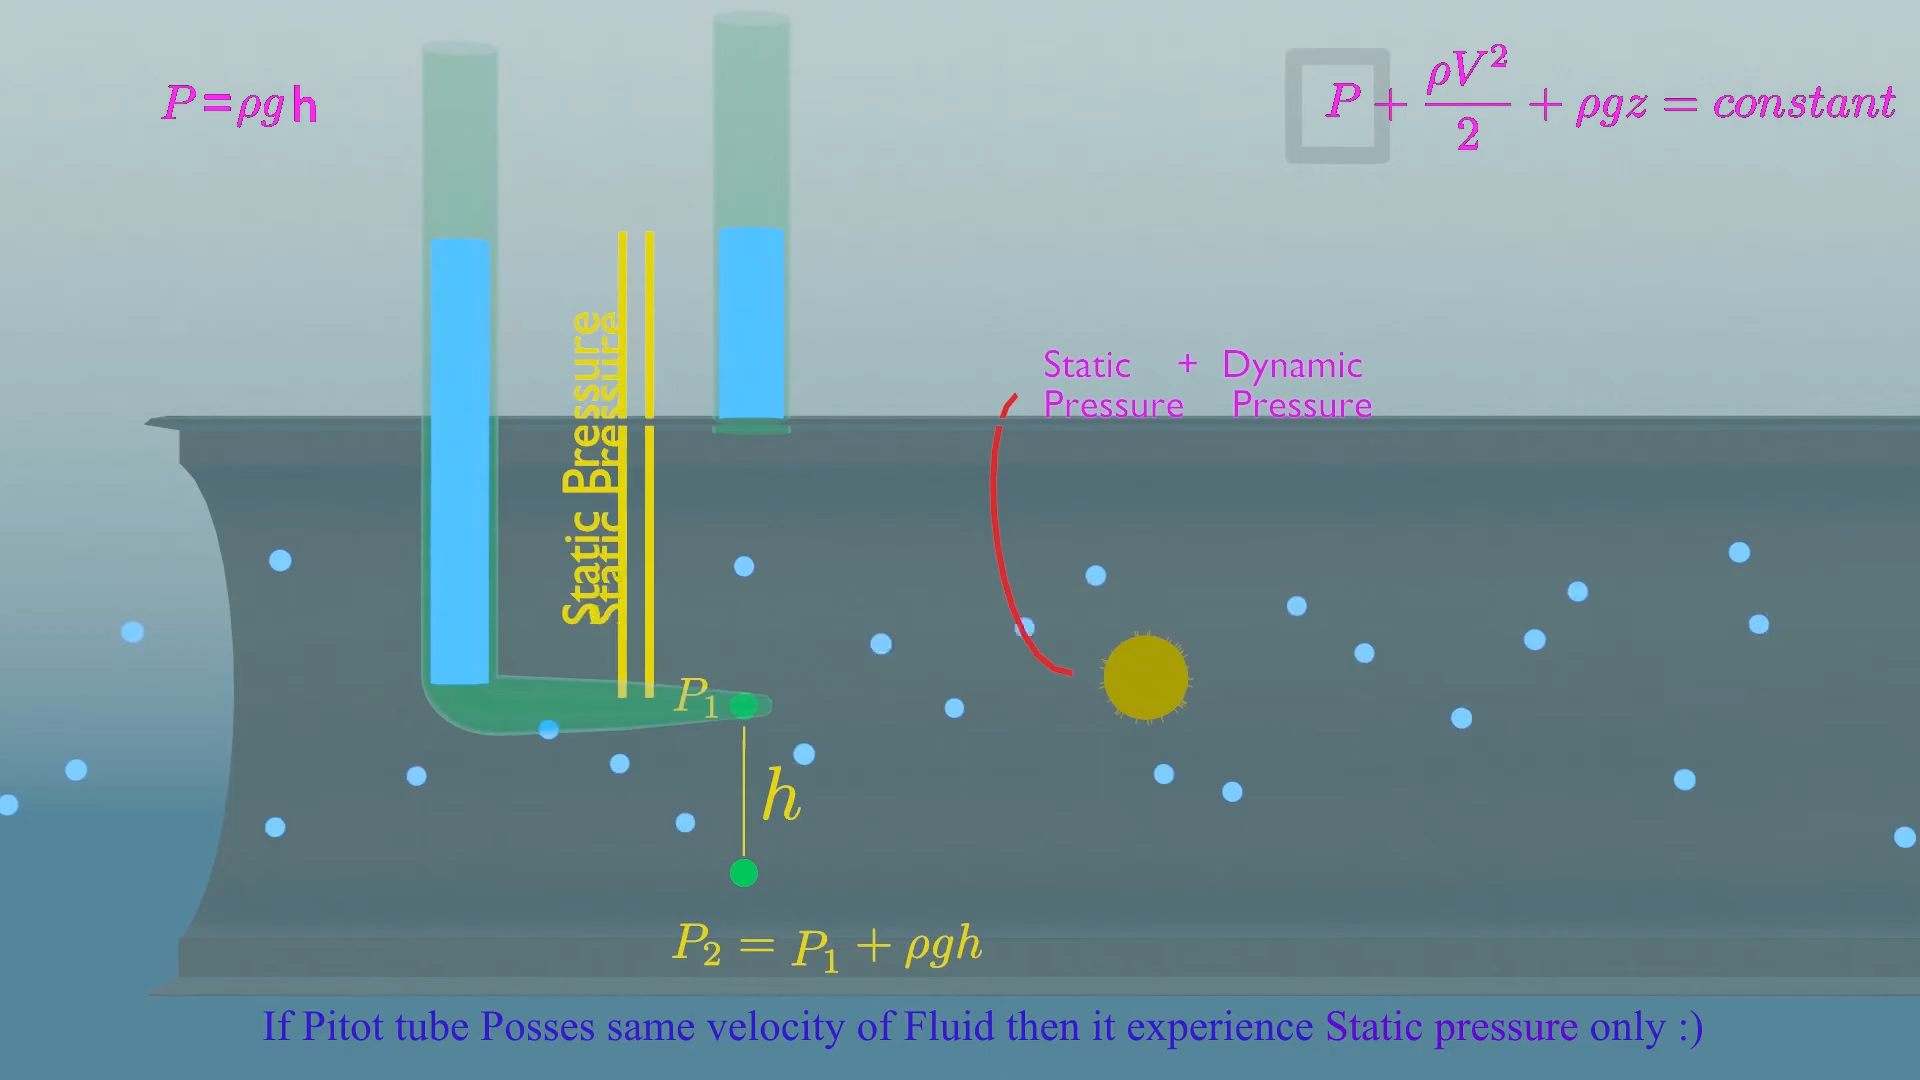 P=ρgh
P + ρV²/2 + ρgz = constant
Static + Dynamic
Pressure Pressure
Static Pressure
Static Pressure
P₁
h
P₂ = P₁ + ρgh
If Pitot tube Posses same velocity of Fluid then it experience Static pressure only :)